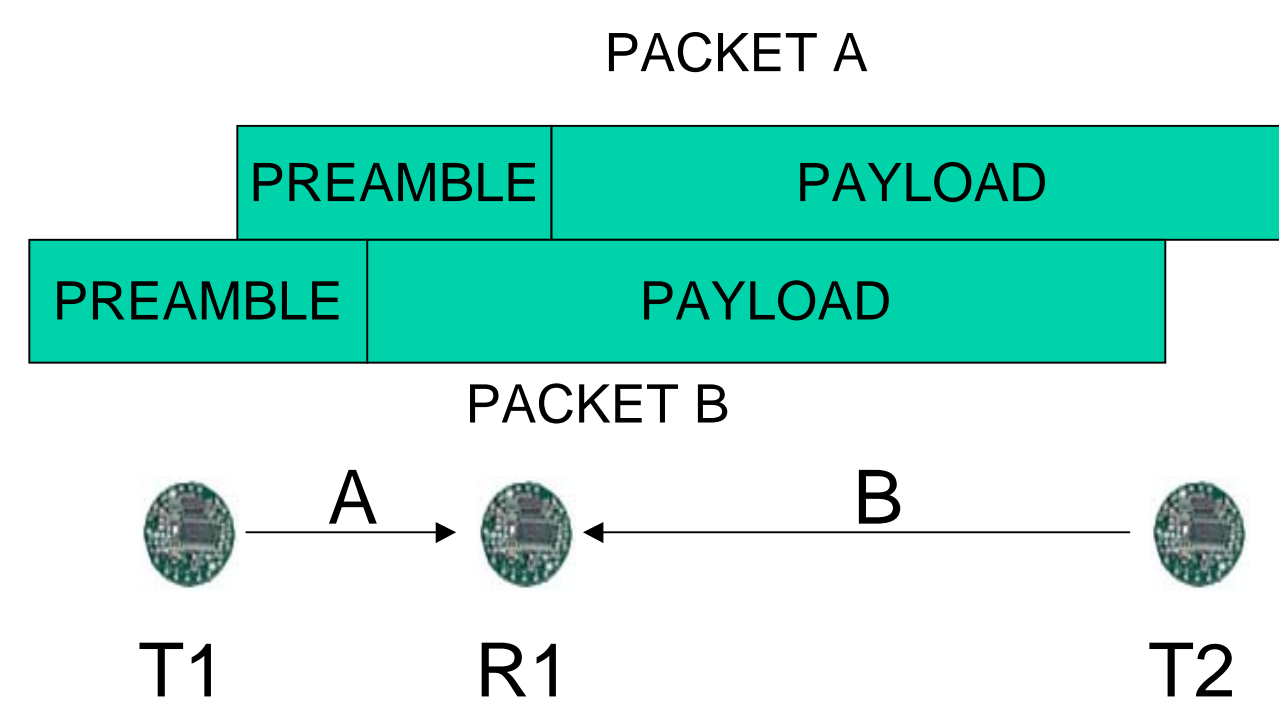 PACKET A
PREAMBLE PAYLOAD
PREAMBLE PAYLOAD
PACKET B
A B
T1 R1 T2